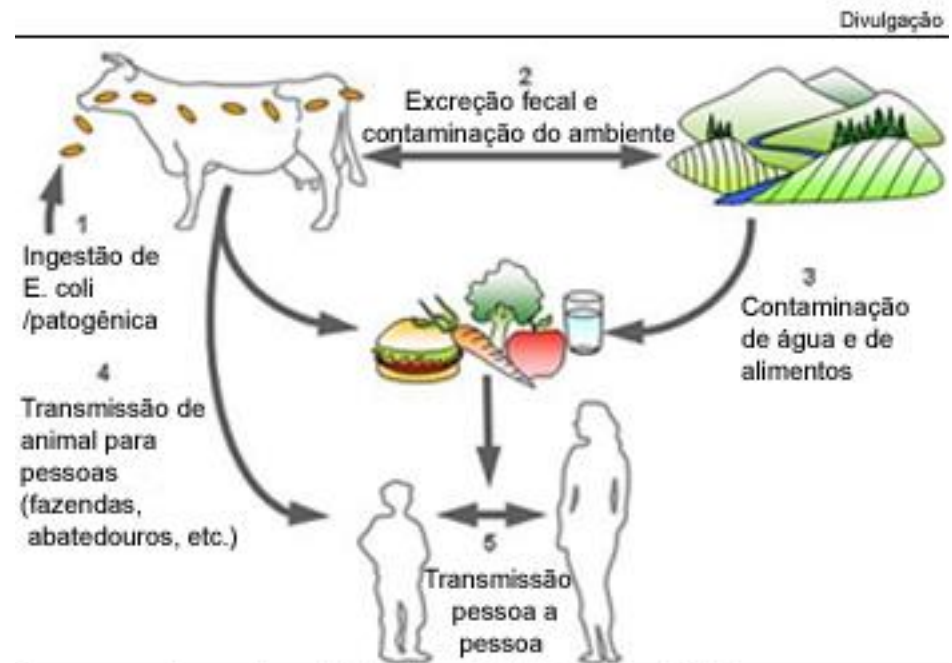 Divulgação
2
Excreção fecal e
contaminação do ambiente
1
Ingestão de
E. coli
/patogênica
3
Contaminação
de água e de
alimentos
4
Transmissão de
animal para
pessoas
(fazendas,
abatedouros, etc.)
5
Transmissão
pessoa a
pessoa